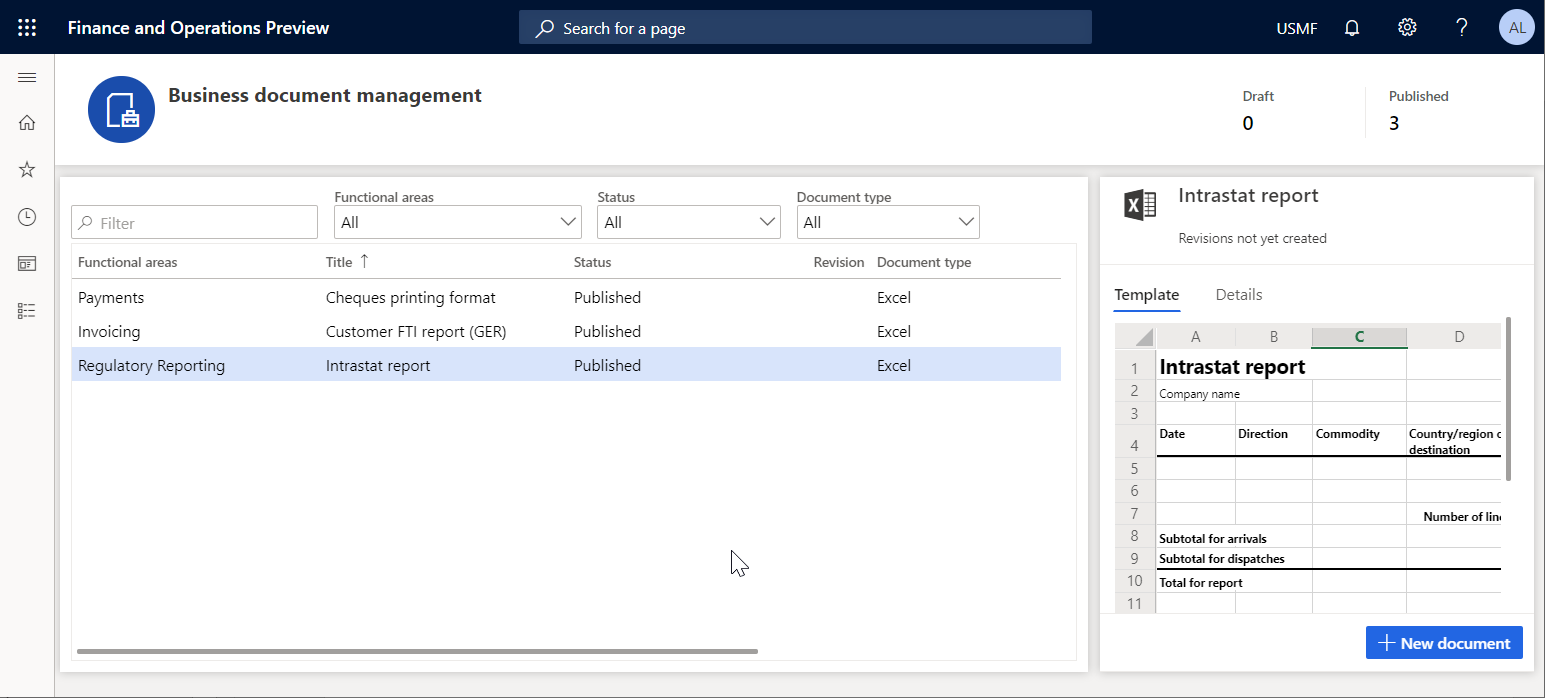 Finance and Operations Preview
Search for a page
USMF
?
AL
Business document management
Draft
0
Published
3
Functional areas
Status
Document type
Filter
All
All
All
Functional areas Title ↑ Status Revision Document type
Payments Cheques printing format Published Excel
Invoicing Customer FTI report (GER) Published Excel
Regulatory Reporting Intrastat report Published Excel
X
Intrastat report
Revisions not yet created
Template Details
A B C D
1 Intrastat report
2 Company name
3
4 Date Direction Commodity Country/region o
destination
5
6
7 Number of line
8 Subtotal for arrivals
9 Subtotal for dispatches
10 Total for report
11
+ New document